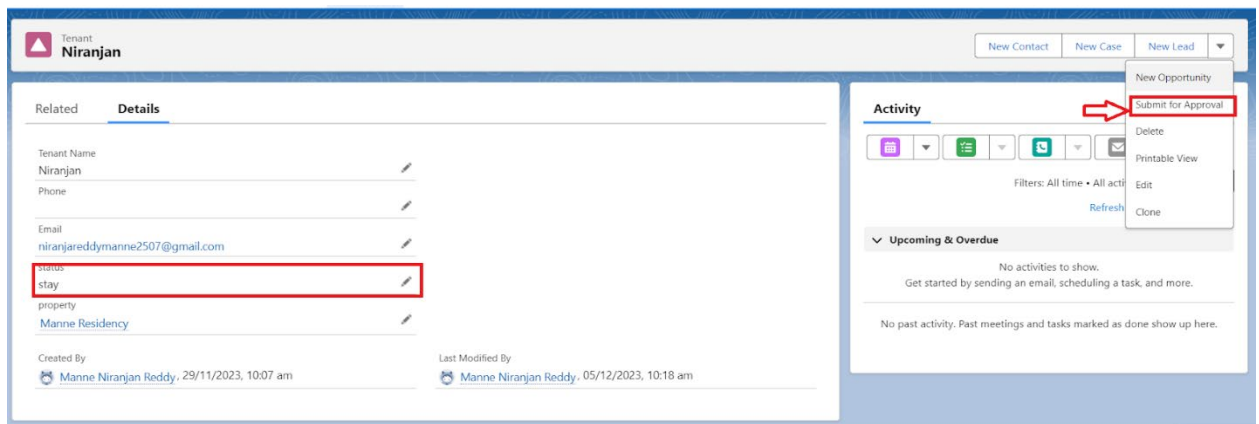 Tenant
Niranjan
New Contact
New Case
New Lead
New Opportunity
Submit for Approval
Delete
Printable View
Edit
Clone
Related
Details
Tenant Name
Niranjan
Phone
Email
niranjareddymanne2507@gmail.com
status
stay
property
Manne Residency
Created By
Manne Niranjan Reddy, 29/11/2023, 10:07 am
Last Modified By
Manne Niranjan Reddy, 05/12/2023, 10:18 am
Activity
Filters: All time • All acti
Refresh
Upcoming & Overdue
No activities to show.
Get started by sending an email, scheduling a task, and more.
No past activity. Past meetings and tasks marked as done show up here.